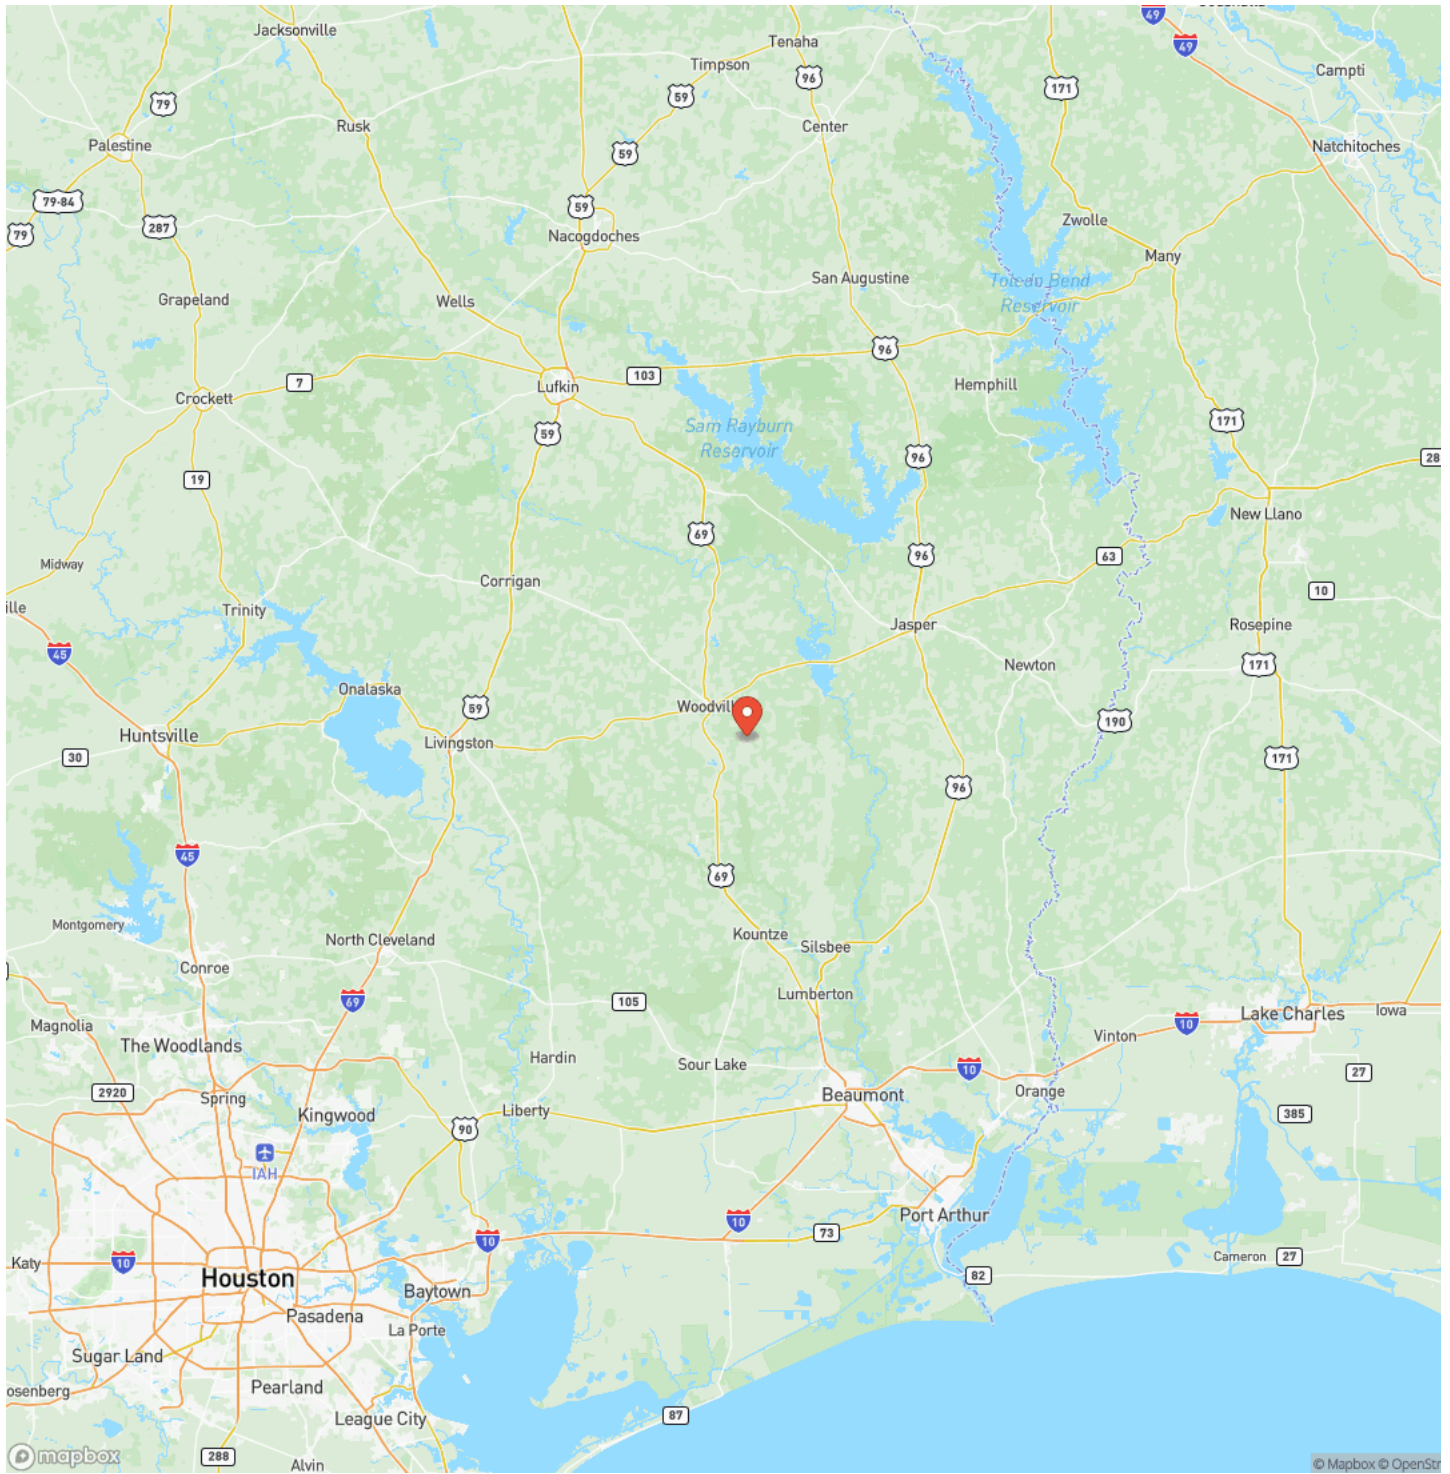 49
Jacksonville
Tenaha
49
Timpson
96
Campti
59
171
79
Rusk
Center
Palestine
59
Natchitoches
79-84
59
287
79
Zwolle
Nacogdoches
Many
San Augustine
Toledo Bend
Reservoir
Grapeland
Wells
96
7
103
Hemphill
Lufkin
Crockett
171
Sam Rayburn
Reservoir
59
96
28
19
New Llano
69
96
63
Midway
Corrigan
10
ville
Trinity
Jasper
Rosepine
45
Newton
171
Onalaska
59
Woodvill
190
Huntsville
Livingston
30
171
96
45
69
Montgomery
North Cleveland
Kountze
Silsbee
Conroe
69
105
Lumberton
Magnolia
Lake Charles
Iowa
10
The Woodlands
Vinton
Hardin
Sour Lake
10
27
2920
Spring
Beaumont
Orange
Kingwood
Liberty
385
90
IAH
Port Arthur
10
10
73
Katy
10
Cameron
27
Houston
82
Baytown
Pasadena
La Porte
Sugar Land
osenberg
Pearland
League City
87
288
Alvin
mapbox
© Mapbox © OpenStr